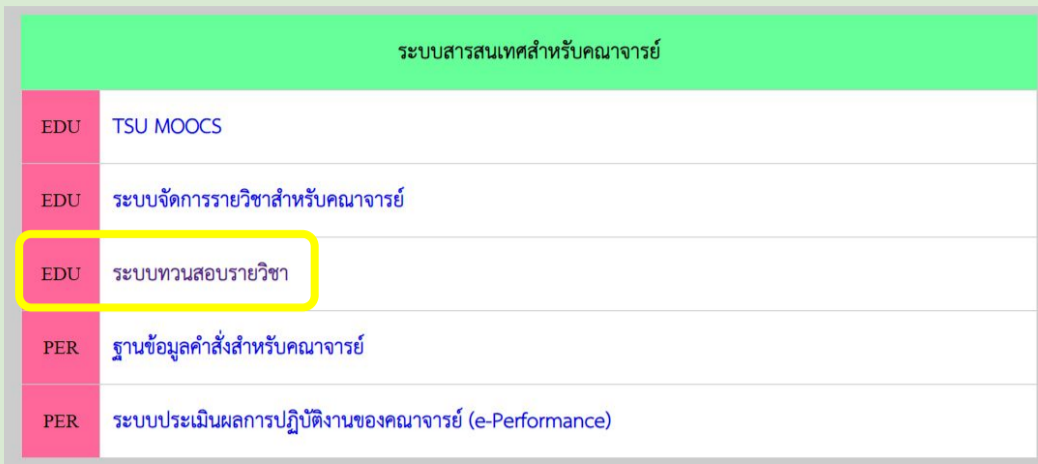 ระบบสารสนเทศสำหรับคณาจารย์
EDU TSU MOOCS
EDU ระบบจัดการรายวิชาสำหรับคณาจารย์
EDU ระบบทวนสอบรายวิชา
PER ฐานข้อมูลคำสั่งสำหรับคณาจารย์
PER ระบบประเมินผลการปฏิบัติงานของคณาจารย์ (e-Performance)